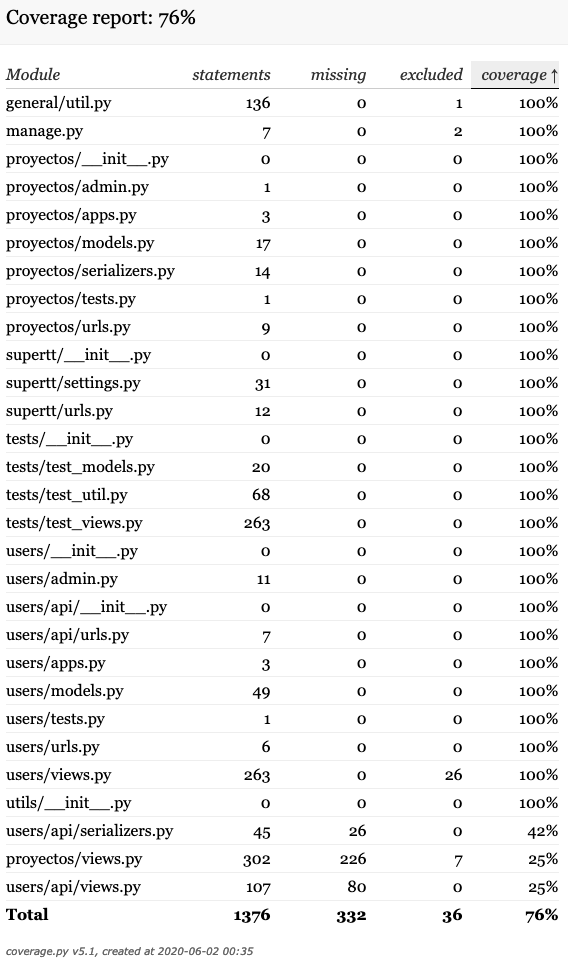 Coverage report: 76%
Module statements missing excluded coverage ↑
general/util.py 136 0 1 100%
manage.py 7 0 2 100%
proyectos/__init__.py 0 0 0 100%
proyectos/admin.py 1 0 0 100%
proyectos/apps.py 3 0 0 100%
proyectos/models.py 17 0 0 100%
proyectos/serializers.py 14 0 0 100%
proyectos/tests.py 1 0 0 100%
proyectos/urls.py 9 0 0 100%
supertt/__init__.py 0 0 0 100%
supertt/settings.py 31 0 0 100%
supertt/urls.py 12 0 0 100%
tests/__init__.py 0 0 0 100%
tests/test_models.py 20 0 0 100%
tests/test_util.py 68 0 0 100%
tests/test_views.py 263 0 0 100%
users/__init__.py 0 0 0 100%
users/admin.py 11 0 0 100%
users/api/__init__.py 0 0 0 100%
users/api/urls.py 7 0 0 100%
users/apps.py 3 0 0 100%
users/models.py 49 0 0 100%
users/tests.py 1 0 0 100%
users/urls.py 6 0 0 100%
users/views.py 263 0 26 100%
utils/__init__.py 0 0 0 100%
users/api/serializers.py 45 26 0 42%
proyectos/views.py 302 226 7 25%
users/api/views.py 107 80 0 25%
Total 1376 332 36 76%
coverage.py v5.1, created at 2020-06-02 00:35